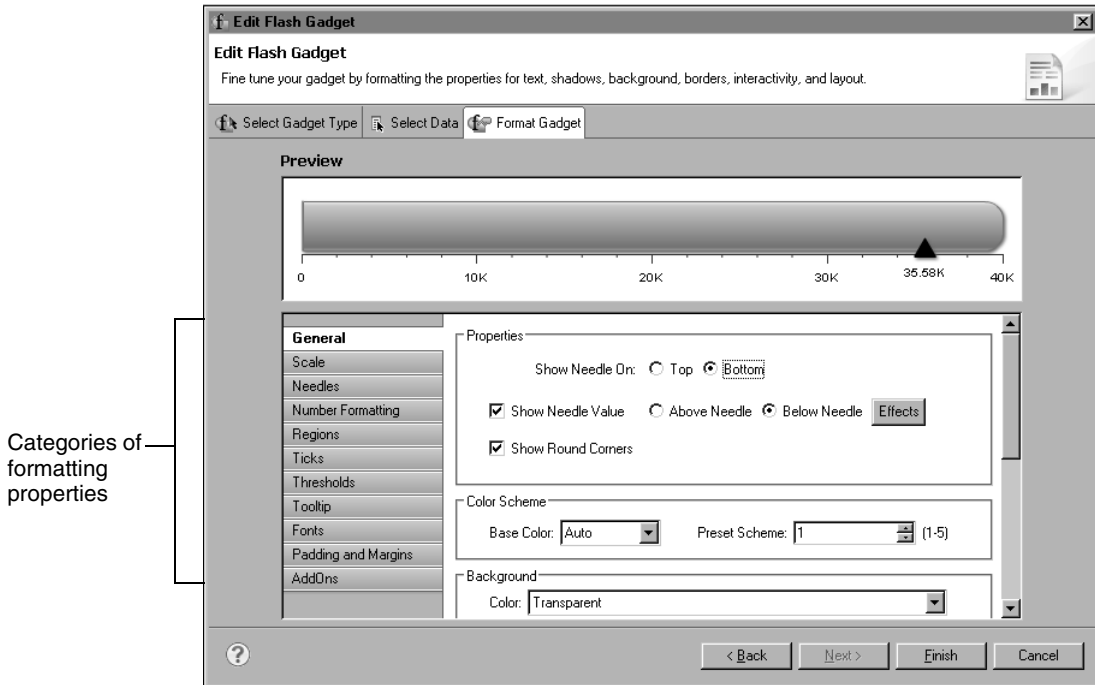 Edit Flash Gadget
Edit Flash Gadget
Fine tune your gadget by formatting the properties for text, shadows, background, borders, interactivity, and layout.
Select Gadget Type
Select Data
Format Gadget
Preview
0
10K
20K
30K
35.58K
40K
Categories of
formatting
properties
General
Scale
Needles
Number Formatting
Regions
Ticks
Thresholds
Tooltip
Fonts
Padding and Margins
AddOns
Properties
Show Needle On: Top Bottom
Show Needle Value Above Needle Below Needle Effects
Show Round Corners
Color Scheme
Base Color: Auto Preset Scheme: 1 (1-5)
Background
Color: Transparent
? < Back Next > Finish Cancel